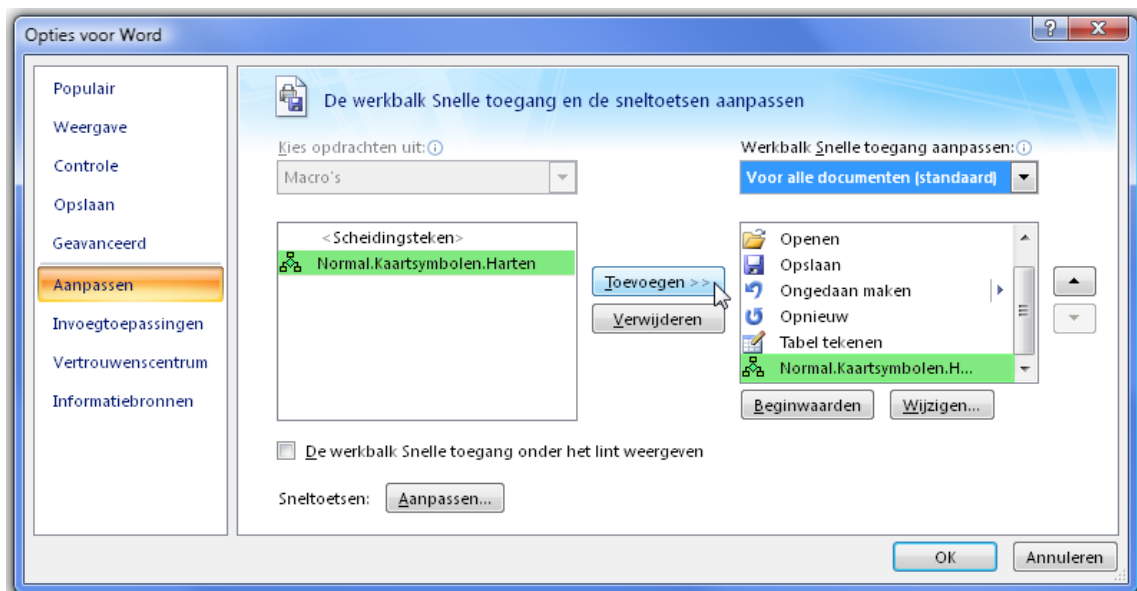 Opties voor Word
Populair
Weergave
Controle
Opslaan
Geavanceerd
Aanpassen
Invoegtoepassingen
Vertrouwenscentrum
Informatiebronnen
De werkbalk Snelle toegang en de sneltoetsen aanpassen
Kies opdrachten uit:
Macro's
<Scheidingsteken>
Normal.Kaartsymbolen.Harten
Toevoegen >>
Verwijderen
Werkbalk Snelle toegang aanpassen:
Voor alle documenten (standaard)
Openen
Opslaan
Ongedaan maken
Opnieuw
Tabel tekenen
Normal.Kaartsymbolen.H...
Beginwaarden
Wijzigen...
De werkbalk Snelle toegang onder het lint weergeven
Sneltoetsen:
Aanpassen...
OK
Annuleren